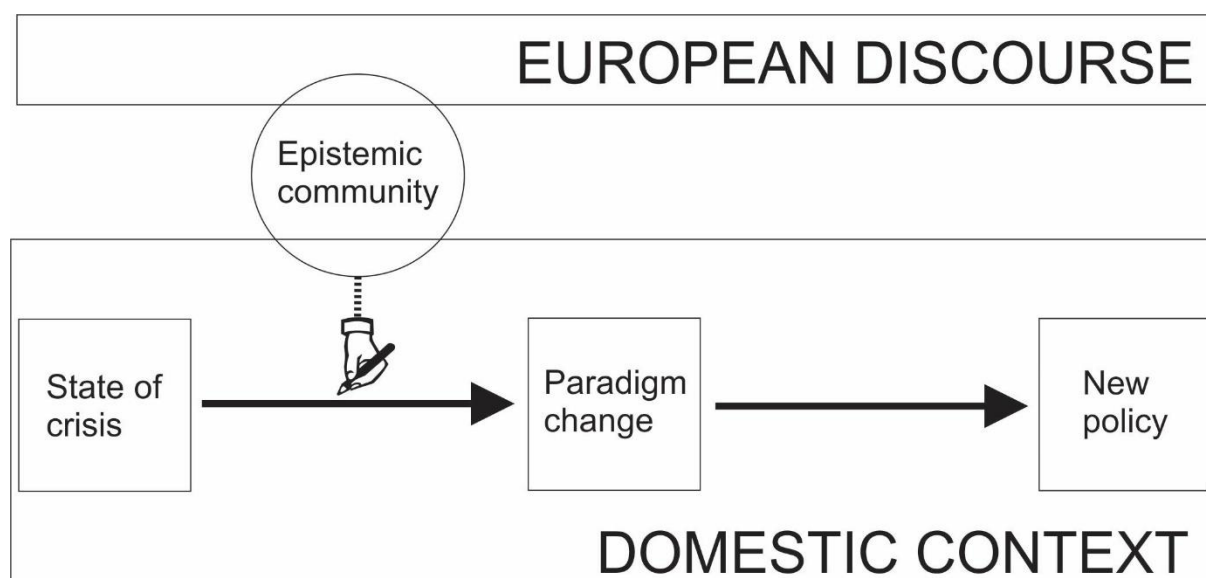 EUROPEAN DISCOURSE
Epistemic
community
State of
crisis
Paradigm
change
New
policy
DOMESTIC CONTEXT